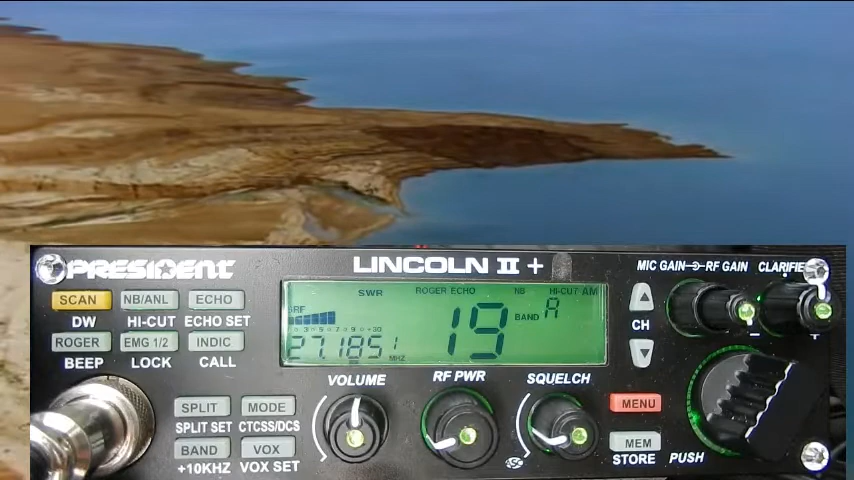 PRESIDENT
LINCOLN II +
MIC GAIN RF GAIN CLARIFIER
SCAN NB/ANL ECHO
DW HI-CUT ECHO SET
ROGER EMG 1/2 INDIC
BEEP LOCK CALL
SWR ROGER ECHO NB HI-CUT AM
19
BAND A
27.1851 MHZ
CH
VOLUME RF PWR SQUELCH
SPLIT MODE
SPLIT SET CTCSS/DCS
BAND VOX
+10KHZ VOX SET
ASC
MENU
MEM
STORE PUSH
- +